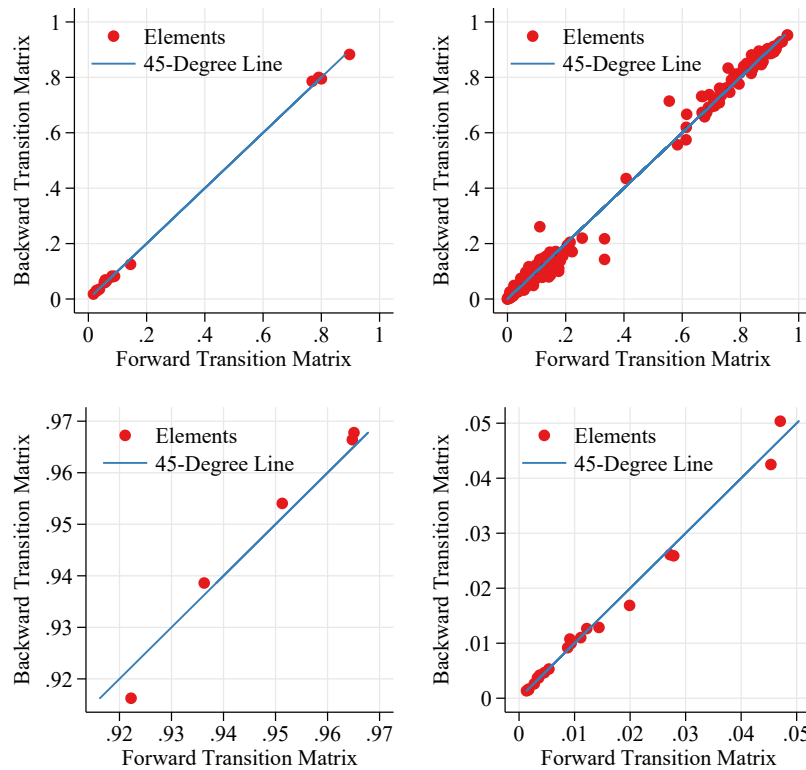 Elements
45-Degree Line
Backward Transition Matrix
1
.8
.6
.4
.2
0
0 .2 .4 .6 .8 1
Forward Transition Matrix
Elements
45-Degree Line
Backward Transition Matrix
1
.8
.6
.4
.2
0
0 .2 .4 .6 .8 1
Forward Transition Matrix
Elements
45-Degree Line
Backward Transition Matrix
.97
.96
.95
.94
.93
.92
.92 .93 .94 .95 .96 .97
Forward Transition Matrix
Elements
45-Degree Line
Backward Transition Matrix
.05
.04
.03
.02
.01
0
0 .01 .02 .03 .04 .05
Forward Transition Matrix